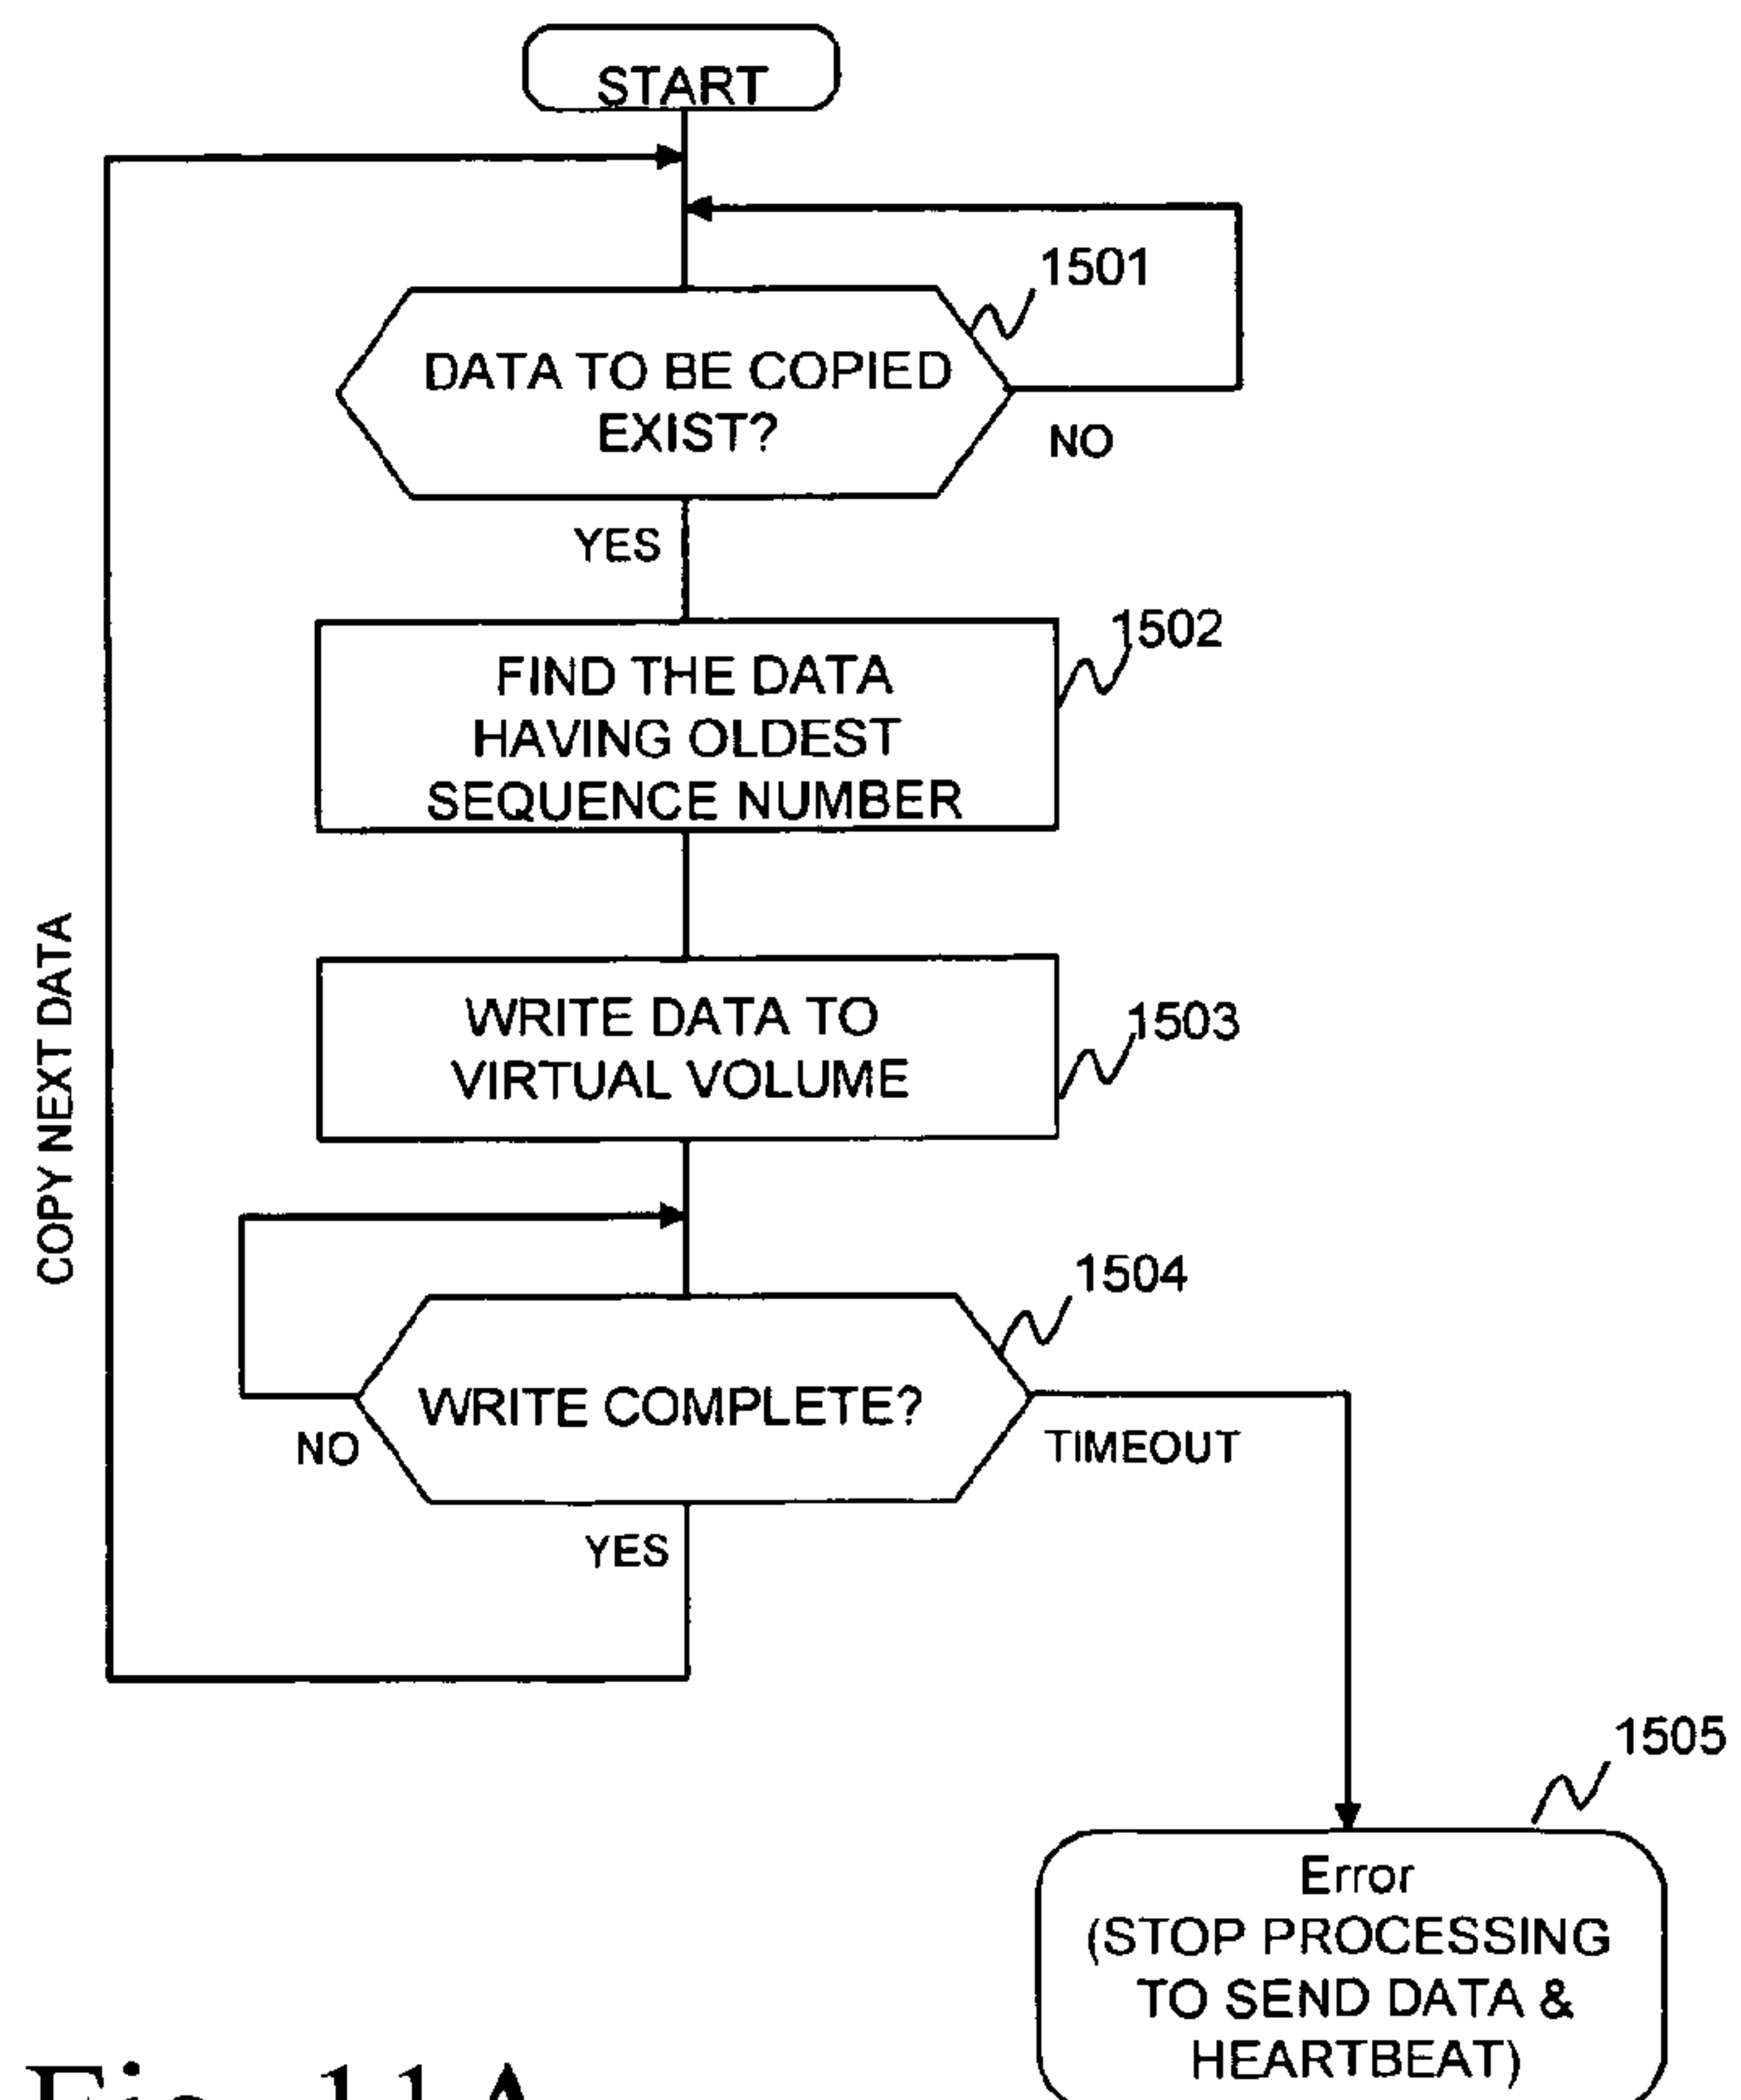 START
1501
DATA TO BE COPIED
EXIST?
NO
YES
1502
FIND THE DATA
HAVING OLDEST
SEQUENCE NUMBER
COPY NEXT DATA
WRITE DATA TO
VIRTUAL VOLUME
1503
1504
WRITE COMPLETE?
NO
TIMEOUT
YES
1505
Error
(STOP PROCESSING
TO SEND DATA &
HEARTBEAT)
Fig. 11A